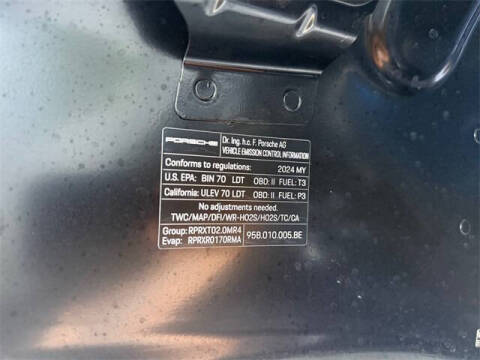 PORSCHE
Dr. Ing. h.c. F. Porsche AG
VEHICLE EMISSION CONTROL INFORMATION
Conforms to regulations: 2024 MY
U.S. EPA: BIN 70 LDT OBD: II FUEL: T3
California: ULEV 70 LDT OBD: II FUEL: P3
No adjustments needed.
TWC/MAP/DFI/WR-HO2S/HO2S/TC/CA
Group: RPRXT02.0MR4
Evap: RPRXR0170RMA
95B.010.005.BE